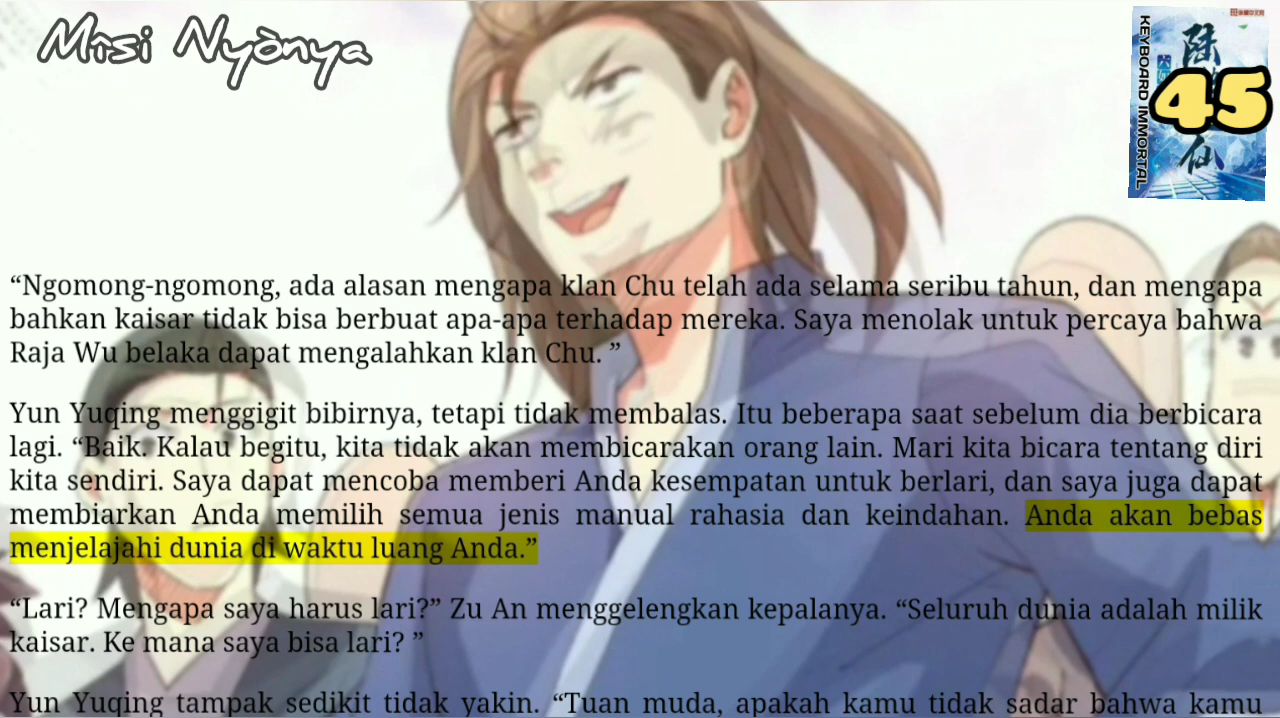 Misi Nyònya
KEYBOARD IMMORTAL
45
“Ngomong-ngomong, ada alasan mengapa klan Chu telah ada selama seribu tahun, dan mengapa
bahkan kaisar tidak bisa berbuat apa-apa terhadap mereka. Saya menolak untuk percaya bahwa
Raja Wu belaka dapat mengalahkan klan Chu. ”
Yun Yuqing menggigit bibirnya, tetapi tidak membalas. Itu beberapa saat sebelum dia berbicara
lagi. “Baik. Kalau begitu, kita tidak akan membicarakan orang lain. Mari kita bicara tentang diri
kita sendiri. Saya dapat mencoba memberi Anda kesempatan untuk berlari, dan saya juga dapat
membiarkan Anda memilih semua jenis manual rahasia dan keindahan. Anda akan bebas
menjelajahi dunia di waktu luang Anda.”
“Lari? Mengapa saya harus lari?” Zu An menggelengkan kepalanya. “Seluruh dunia adalah milik
kaisar. Ke mana saya bisa lari? ”
Yun Yuqing tampak sedikit tidak yakin. “Tuan muda, apakah kamu tidak sadar bahwa kamu